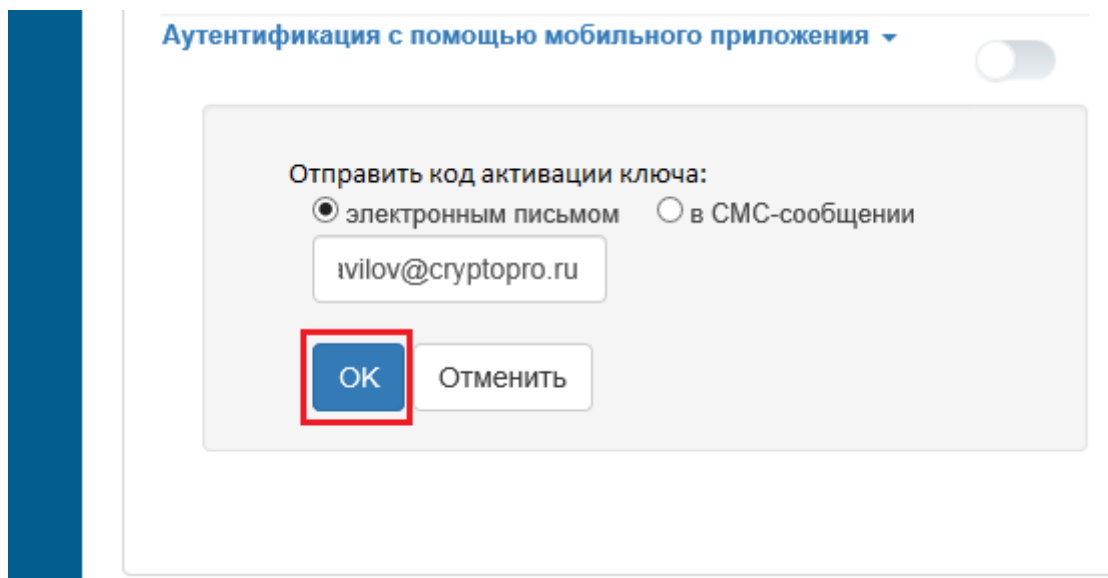 Аутентификация с помощью мобильного приложения
Отправить код активации ключа:
электронным письмом в СМС-сообщении
vilov@cryptopro.ru
OK Отменить